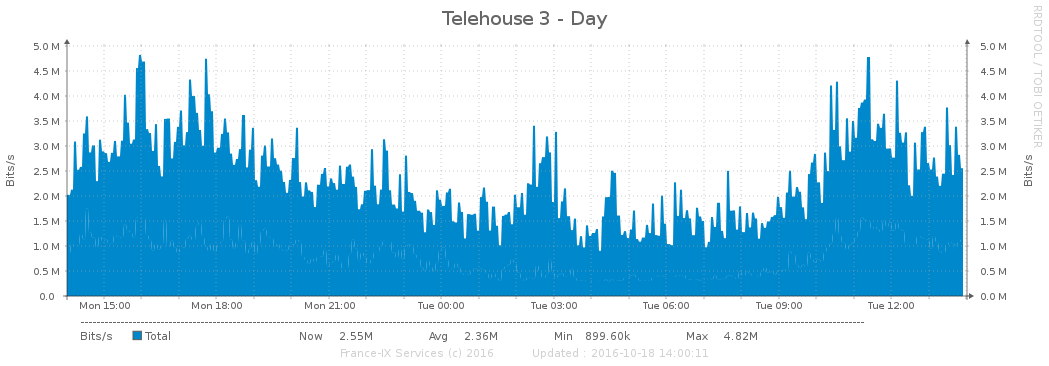 Telehouse 3 - Day
RRDTOOL / TOBI OETIKER
5.0 M 5.0 M
4.5 M 4.5 M
4.0 M 4.0 M
3.5 M 3.5 M
3.0 M 3.0 M
2.5 M 2.5 M
2.0 M 2.0 M
1.5 M 1.5 M
1.0 M 1.0 M
0.5 M 0.5 M
0.0 0.0 M
Bits/s
Bits/s
Mon 15:00 Mon 18:00 Mon 21:00 Tue 00:00 Tue 03:00 Tue 06:00 Tue 09:00 Tue 12:00
Bits/s Total Now 2.55M Avg 2.36M Min 899.60k Max 4.82M
France-IX Services (c) 2016 Updated : 2016-10-18 14:00:11